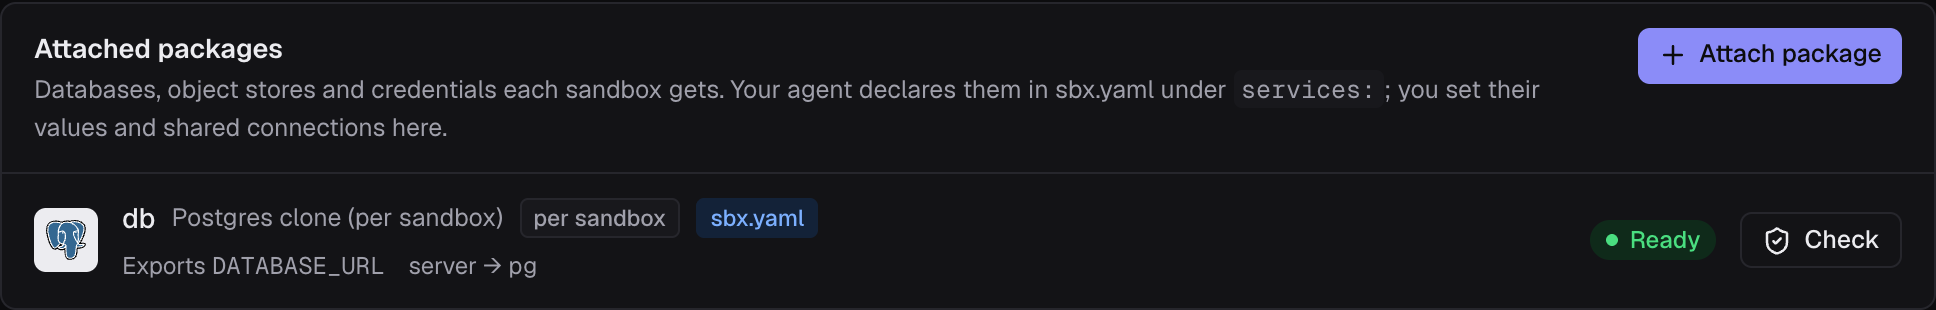 Attached packages
+ Attach package
Databases, object stores and credentials each sandbox gets. Your agent declares them in sbx.yaml under services: ; you set their
values and shared connections here.
db Postgres clone (per sandbox) per sandbox sbx.yaml
Ready Check
Exports DATABASE_URL server → pg